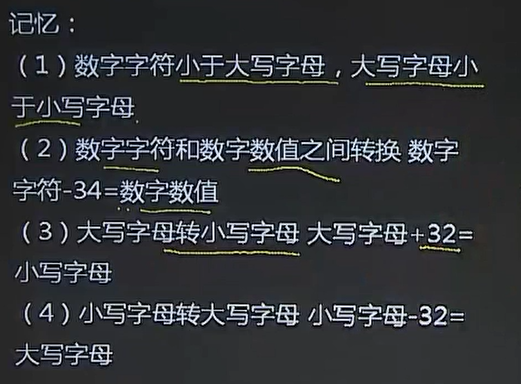 记忆：
（1）数字字符小于大写字母，大写字母小
于小写字母
（2）数字字符和数字数值之间转换 数字
字符-34=数字数值
（3）大写字母转小写字母 大写字母+32=
小写字母
（4）小写字母转大写字母 小写字母-32=
大写字母